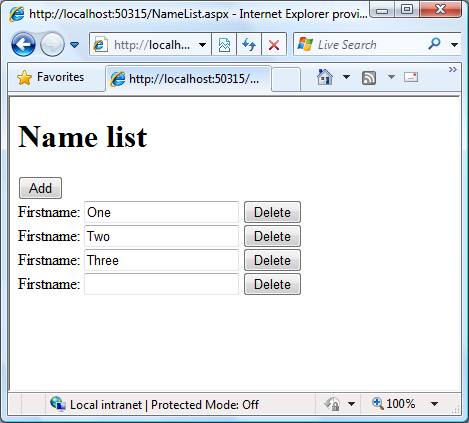 http://localhost:50315/NameList.aspx - Internet Explorer provi...
http://localh...
Live Search
Favorites
http://localhost:50315/...
Name list
Add
Firstname: One Delete
Firstname: Two Delete
Firstname: Three Delete
Firstname: Delete
Local intranet | Protected Mode: Off
100%